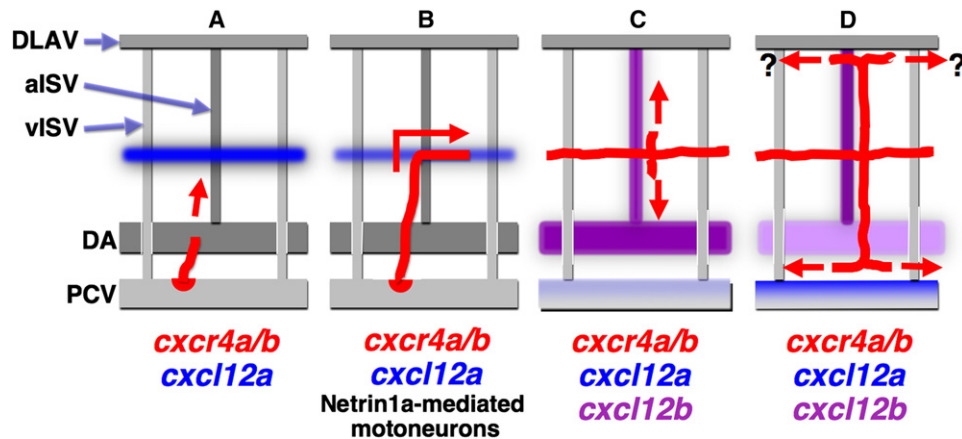 A
B
C
D
DLAV
aISV
vISV
DA
PCV
? ?
cxcr4a/b
cxcl12a
cxcr4a/b
cxcl12a
Netrin1a-mediated
motoneurons
cxcr4a/b
cxcl12a
cxcl12b
cxcr4a/b
cxcl12a
cxcl12b